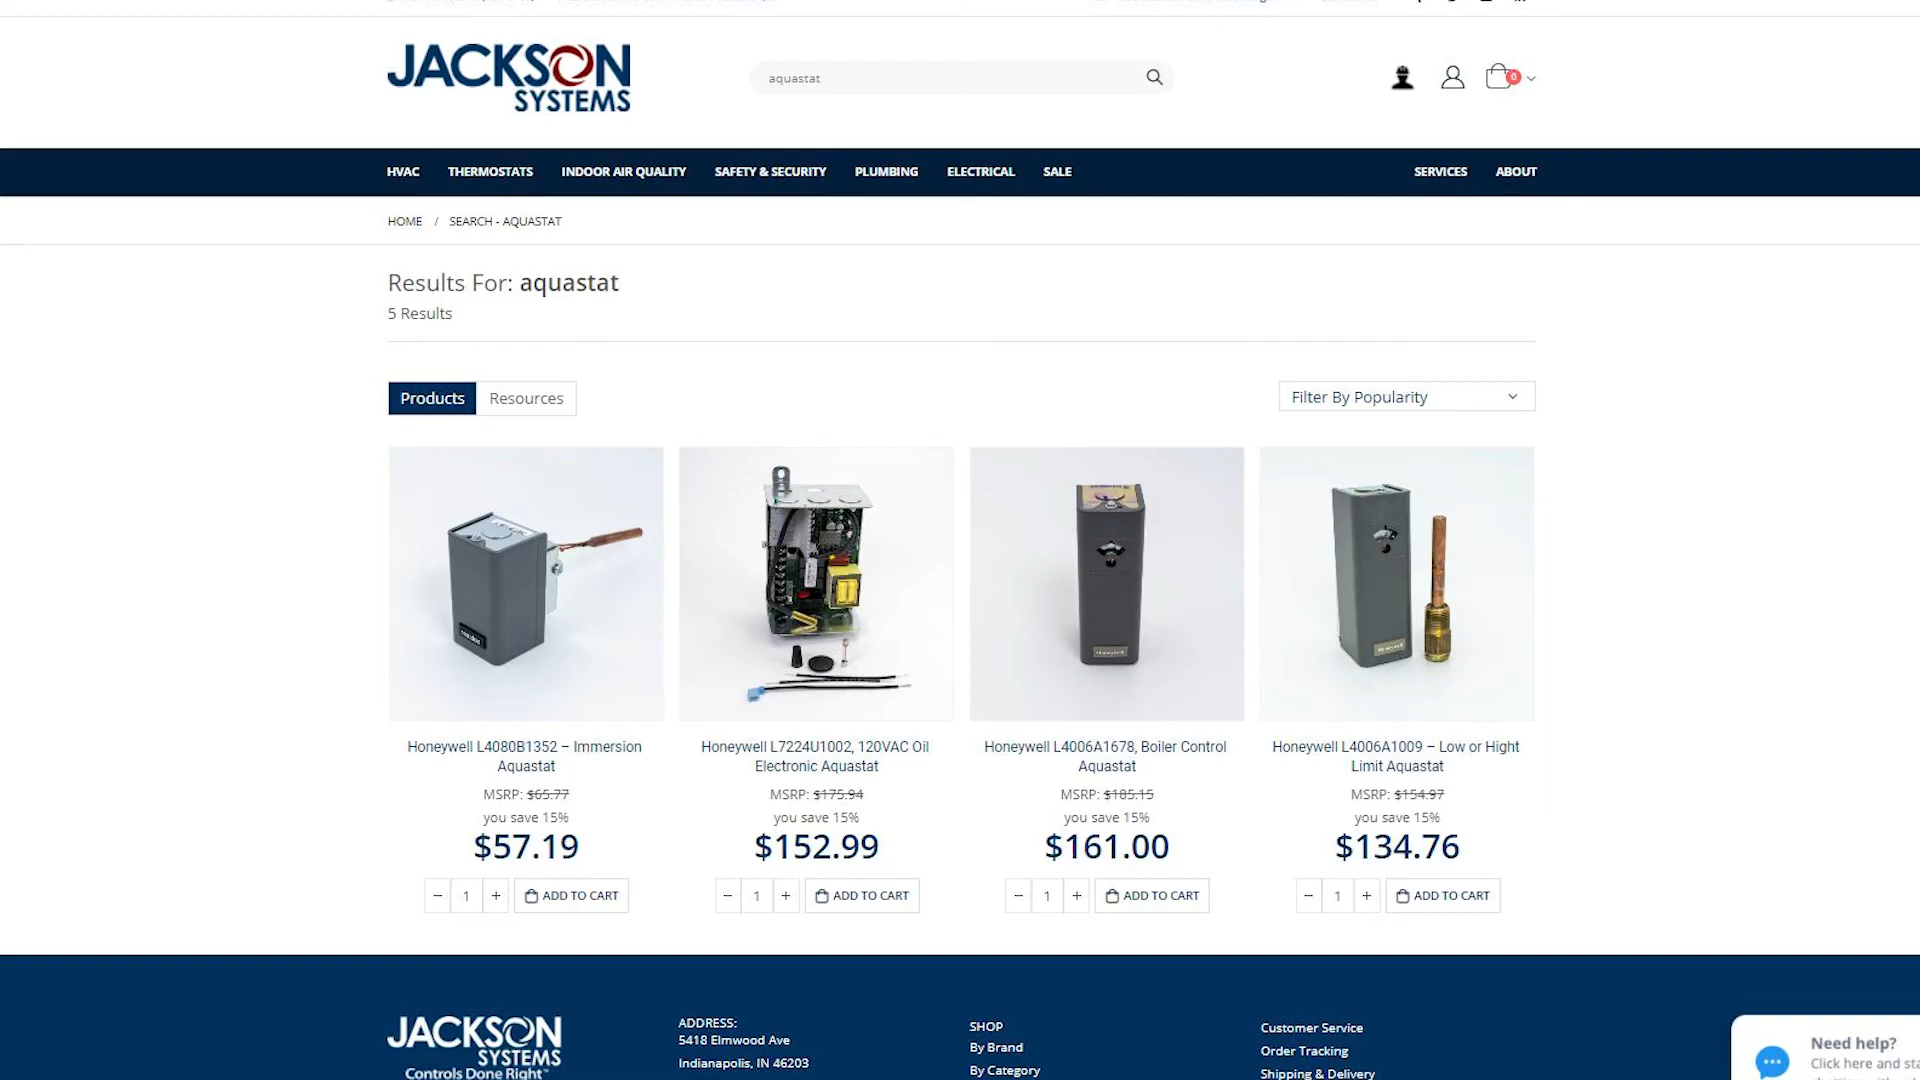 JACKSON
SYSTEMS
aquastat
0
HVAC THERMOSTATS INDOOR AIR QUALITY SAFETY & SECURITY PLUMBING ELECTRICAL SALE SERVICES ABOUT
HOME / SEARCH - AQUASTAT
Results For: aquastat
5 Results
Products Resources
Filter By Popularity
Honeywell L4080B1352 – Immersion
Aquastat
MSRP: $65.77
you save 15%
$57.19
− 1 + ADD TO CART
Honeywell L7224U1002, 120VAC Oil
Electronic Aquastat
MSRP: $175.94
you save 15%
$152.99
− 1 + ADD TO CART
Honeywell L4006A1678, Boiler Control
Aquastat
MSRP: $185.15
you save 15%
$161.00
− 1 + ADD TO CART
Honeywell L4006A1009 – Low or Hight
Limit Aquastat
MSRP: $154.97
you save 15%
$134.76
− 1 + ADD TO CART
JACKSON
SYSTEMS
Controls Done Right™
ADDRESS:
5418 Elmwood Ave
Indianapolis, IN 46203
SHOP
By Brand
By Category
Customer Service
Order Tracking
Shipping & Delivery
Need help?
Click here and